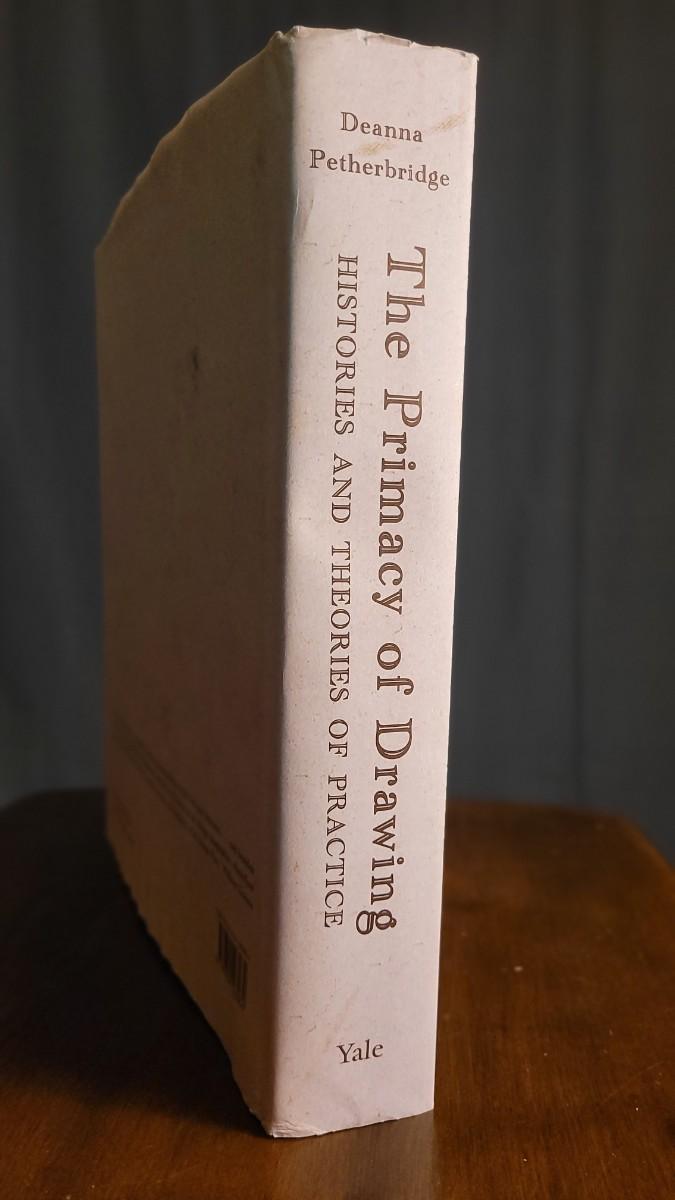 Deanna
Petherbridge
The Primacy of Drawing
HISTORIES AND THEORIES OF PRACTICE
Yale